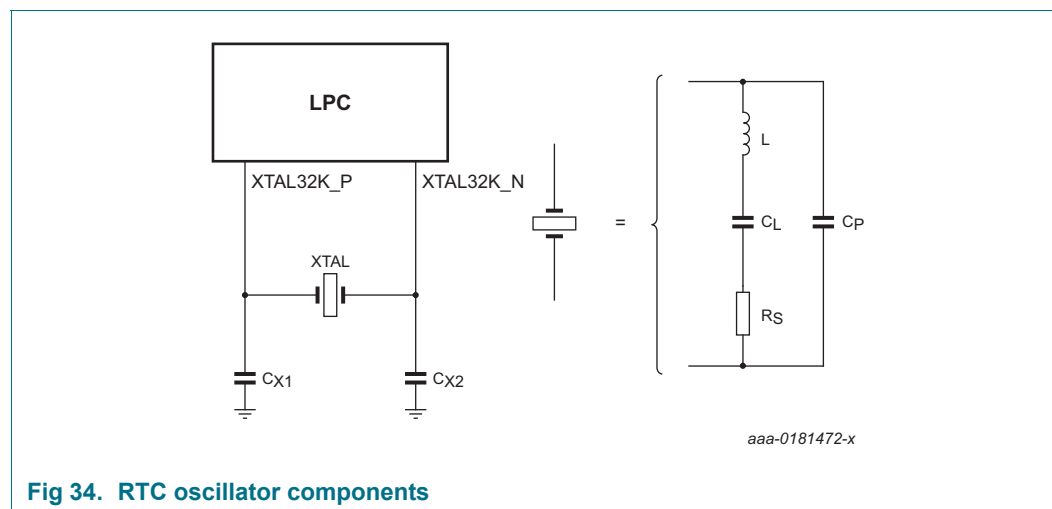 LPC
XTAL32K_P
XTAL32K_N
XTAL
CX1
CX2
=
L
CL
CP
RS
aaa-0181472-x
Fig 34. RTC oscillator components